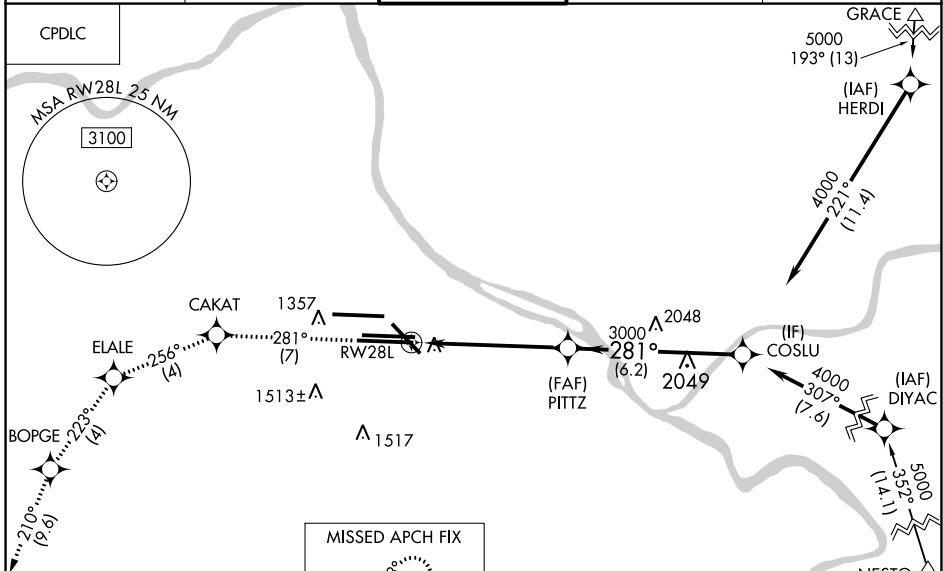 CPDLC
MSA RW28L 25 NM
3100
GRACE
5000
193° (13)
(IAF)
HERDI
4000
221°
(11.4)
CAKAT
1357
281°
(7)
RW28L
ELALE
256°
(4)
1513±
1517
223°
(4)
BOPGE
210°
(9.6)
(FAF)
PITTZ
3000
281°
(6.2)
2048
2049
(IF)
COSLU
4000
307°
(7.6)
(IAF)
DIYAC
5000
352°
(14.1)
MISSED APCH FIX